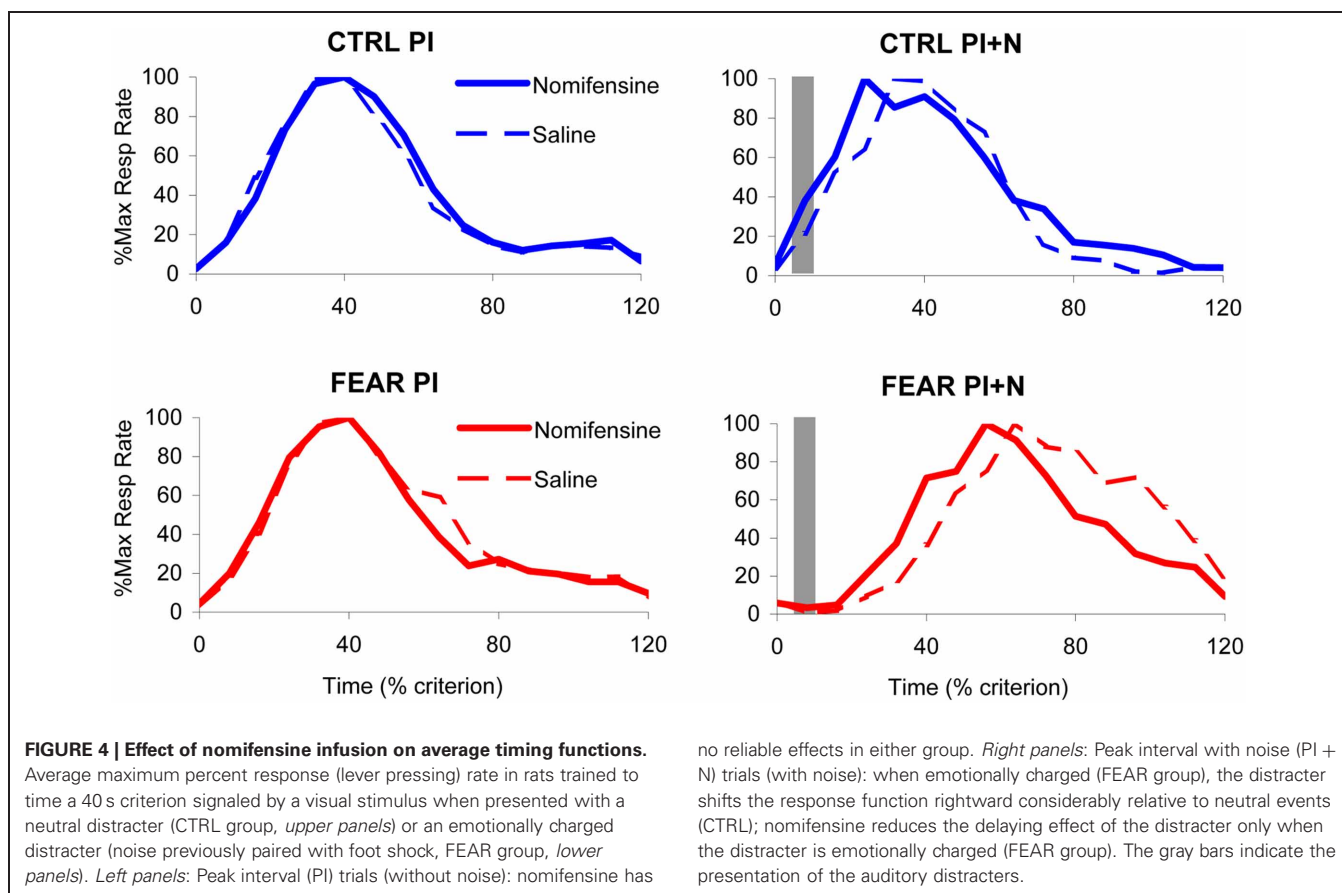 CTRL PI
CTRL PI+N
%Max Resp Rate
100
80
60
40
20
0
0
40
80
120
Nomifensine
Saline
100
80
60
40
20
0
0
40
80
120
FEAR PI
FEAR PI+N
%Max Resp Rate
100
80
60
40
20
0
0
40
80
120
Nomifensine
Saline
100
80
60
40
20
0
0
40
80
120
Time (% criterion)
Time (% criterion)
FIGURE 4 | Effect of nomifensine infusion on average timing functions.
Average maximum percent response (lever pressing) rate in rats trained to
time a 40 s criterion signaled by a visual stimulus when presented with a
neutral distracter (CTRL group, upper panels) or an emotionally charged
distracter (noise previously paired with foot shock, FEAR group, lower
panels). Left panels: Peak interval (PI) trials (without noise): nomifensine has
no reliable effects in either group. Right panels: Peak interval with noise (PI +
N) trials (with noise): when emotionally charged (FEAR group), the distracter
shifts the response function rightward considerably relative to neutral events
(CTRL); nomifensine reduces the delaying effect of the distracter only when
the distracter is emotionally charged (FEAR group). The gray bars indicate the
presentation of the auditory distracters.